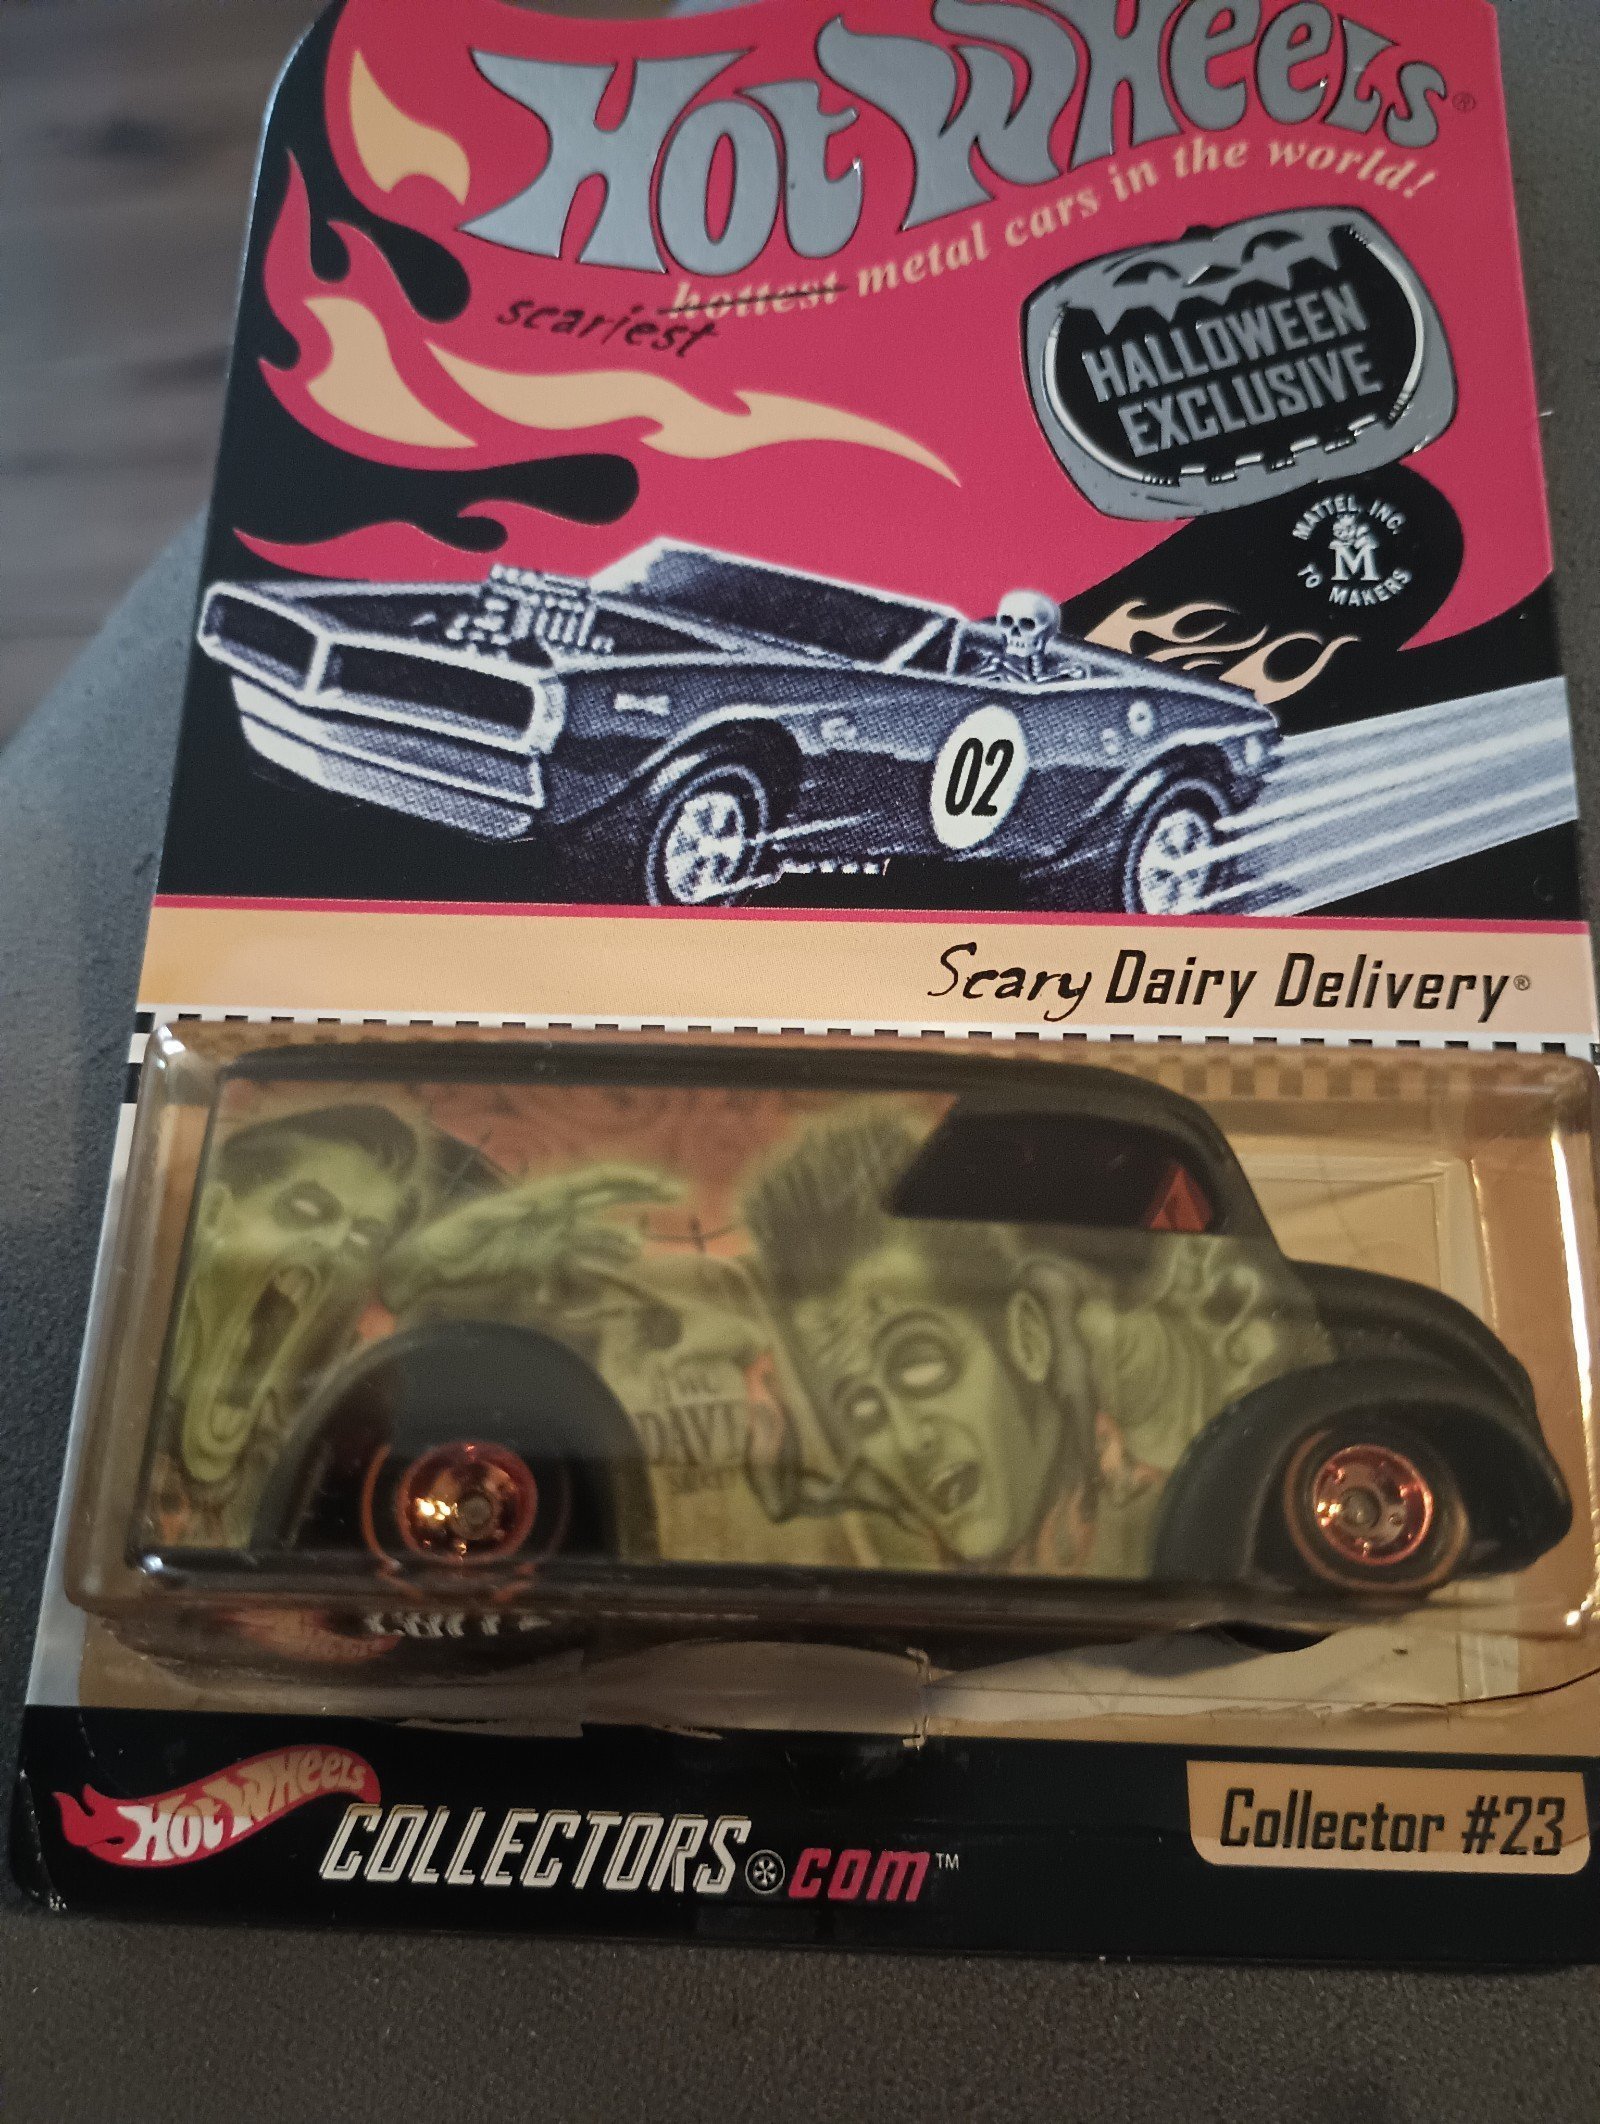 Hot Wheels®
hottest metal cars in the world!
scariest
HALLOWEEN
EXCLUSIVE
MATTEL, INC.
M
TOY MAKERS
02
Scary Dairy Delivery®
Hot Wheels
COLLECTORS.com™
Collector #23